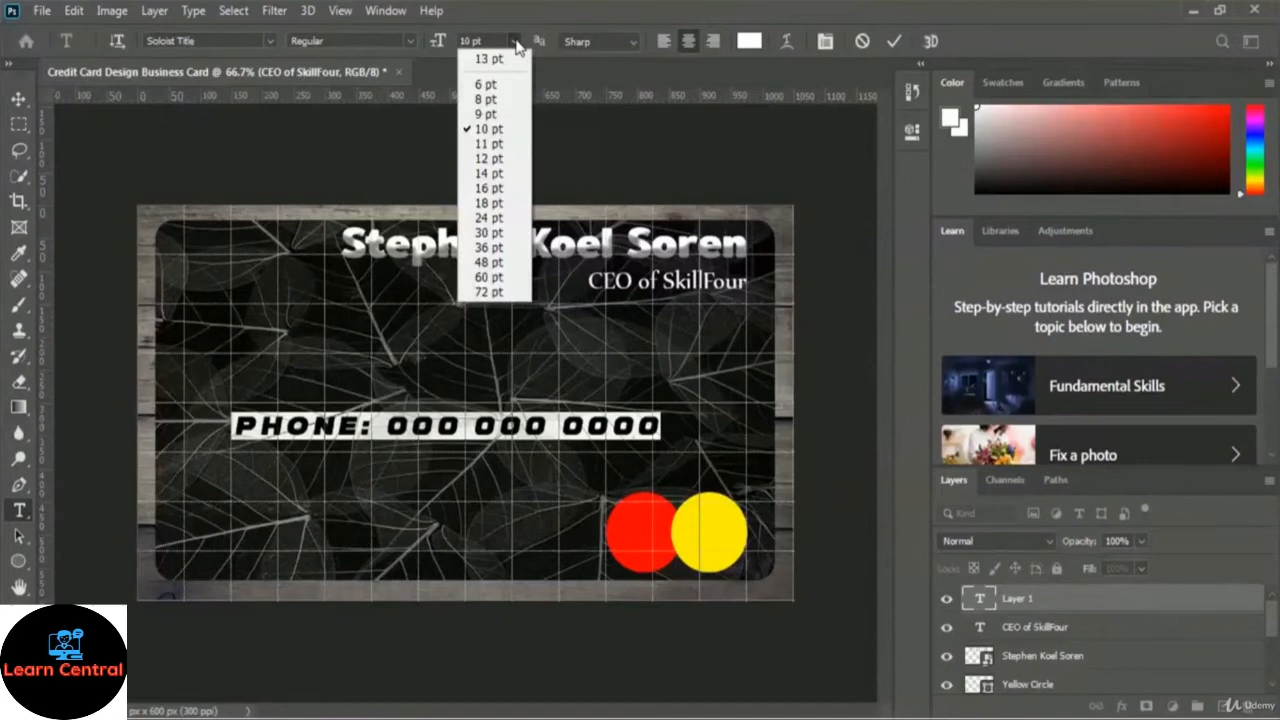 Ps File Edit Image Layer Type Select Filter 3D View Window Help
T Soloist Title Regular 10 pt Sharp 3D
Credit Card Design Business Card @ 66.7% (CEO of SkillFour, RGB/8) * ×
13 pt
6 pt
8 pt
9 pt
10 pt
11 pt
12 pt
14 pt
16 pt
18 pt
24 pt
30 pt
36 pt
48 pt
60 pt
72 pt
Koel Soren
CEO of SkillFour
PHONE: 000 000 0000
Color Swatches Gradients Patterns
Learn Libraries Adjustments
Learn Photoshop
Step-by-step tutorials directly in the app. Pick a
topic below to begin.
Fundamental Skills
Fix a photo
Layers Channels Paths
Kind
Normal Opacity: 100%
Locks: Fill: 100%
T Layer 1
T CEO of SkillFour
Stephen Koel Soren
Yellow Circle
Learn Central
px x 600 px (300 ppi)
Udemy